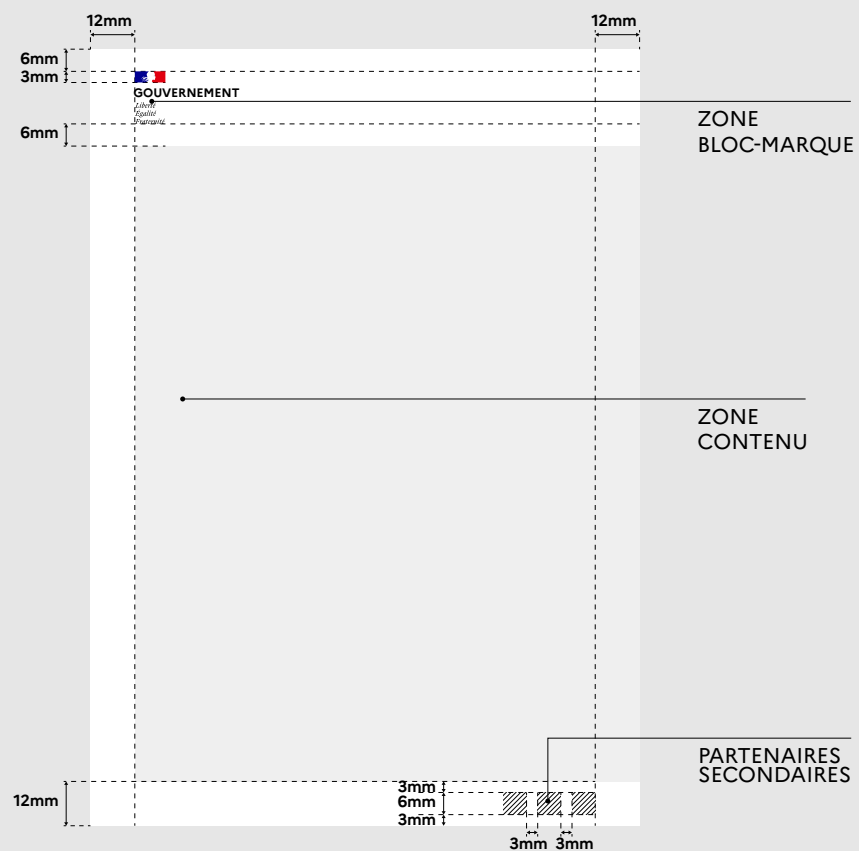 12mm
12mm
6mm
3mm
GOUVERNEMENT
Liberté
Égalité
Fraternité
ZONE
BLOC-MARQUE
6mm
ZONE
CONTENU
PARTENAIRES
SECONDAIRES
3mm
12mm
6mm
3mm
3mm
3mm